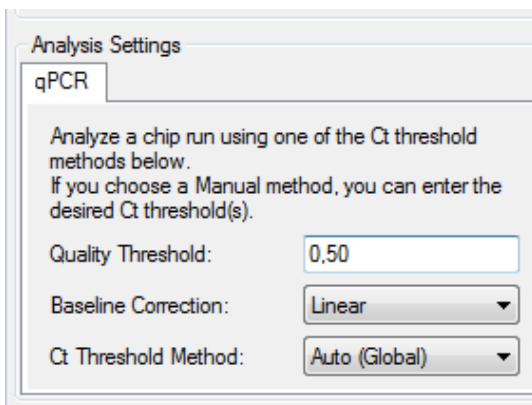 Analysis Settings
qPCR
Analyze a chip run using one of the Ct threshold
methods below.
If you choose a Manual method, you can enter the
desired Ct threshold(s).
Quality Threshold: 0,50
Baseline Correction: Linear
Ct Threshold Method: Auto (Global)